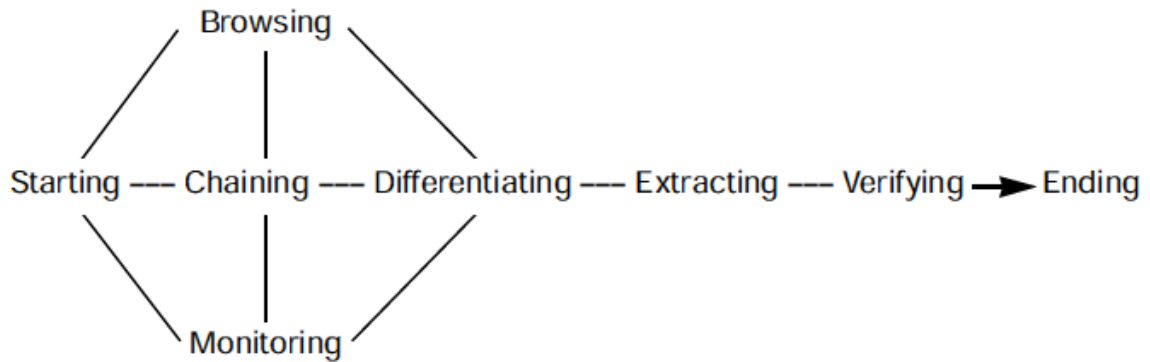 Browsing
Starting --- Chaining --- Differentiating --- Extracting --- Verifying Ending
Monitoring